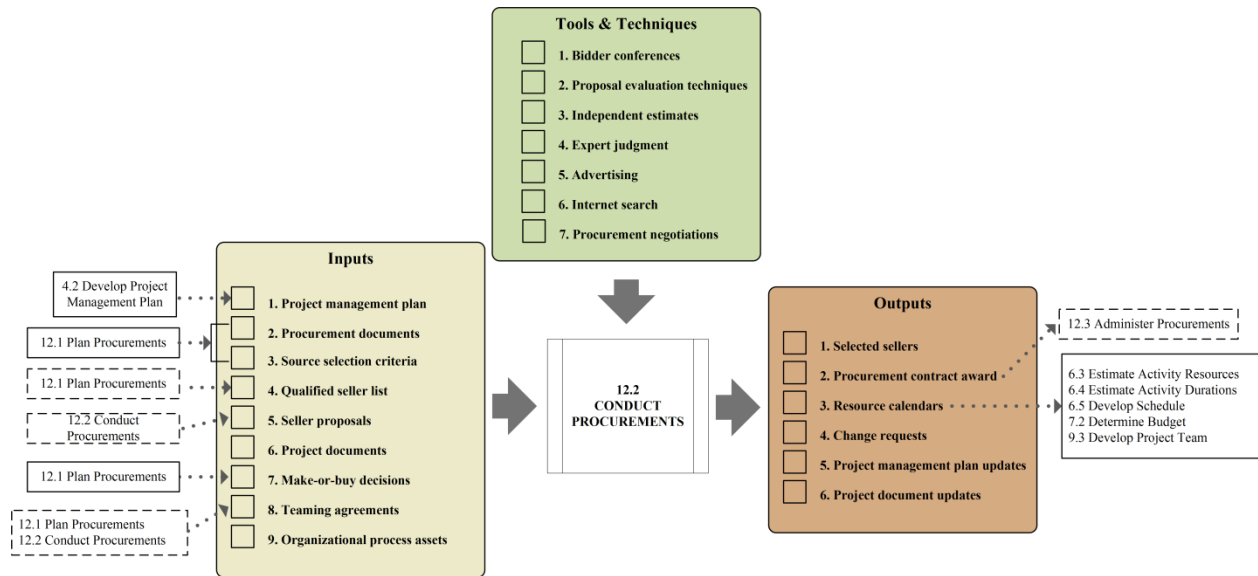 Tools & Techniques
1. Bidder conferences
2. Proposal evaluation techniques
3. Independent estimates
4. Expert judgment
5. Advertising
6. Internet search
7. Procurement negotiations
Inputs
1. Project management plan
2. Procurement documents
3. Source selection criteria
4. Qualified seller list
5. Seller proposals
6. Project documents
7. Make-or-buy decisions
8. Teaming agreements
9. Organizational process assets
4.2 Develop Project
Management Plan
12.1 Plan Procurements
12.1 Plan Procurements
12.2 Conduct
Procurements
12.1 Plan Procurements
12.1 Plan Procurements
12.2 Conduct Procurements
12.2
CONDUCT
PROCUREMENTS
Outputs
1. Selected sellers
2. Procurement contract award
3. Resource calendars
4. Change requests
5. Project management plan updates
6. Project document updates
12.3 Administer Procurements
6.3 Estimate Activity Resources
6.4 Estimate Activity Durations
6.5 Develop Schedule
7.2 Determine Budget
9.3 Develop Project Team